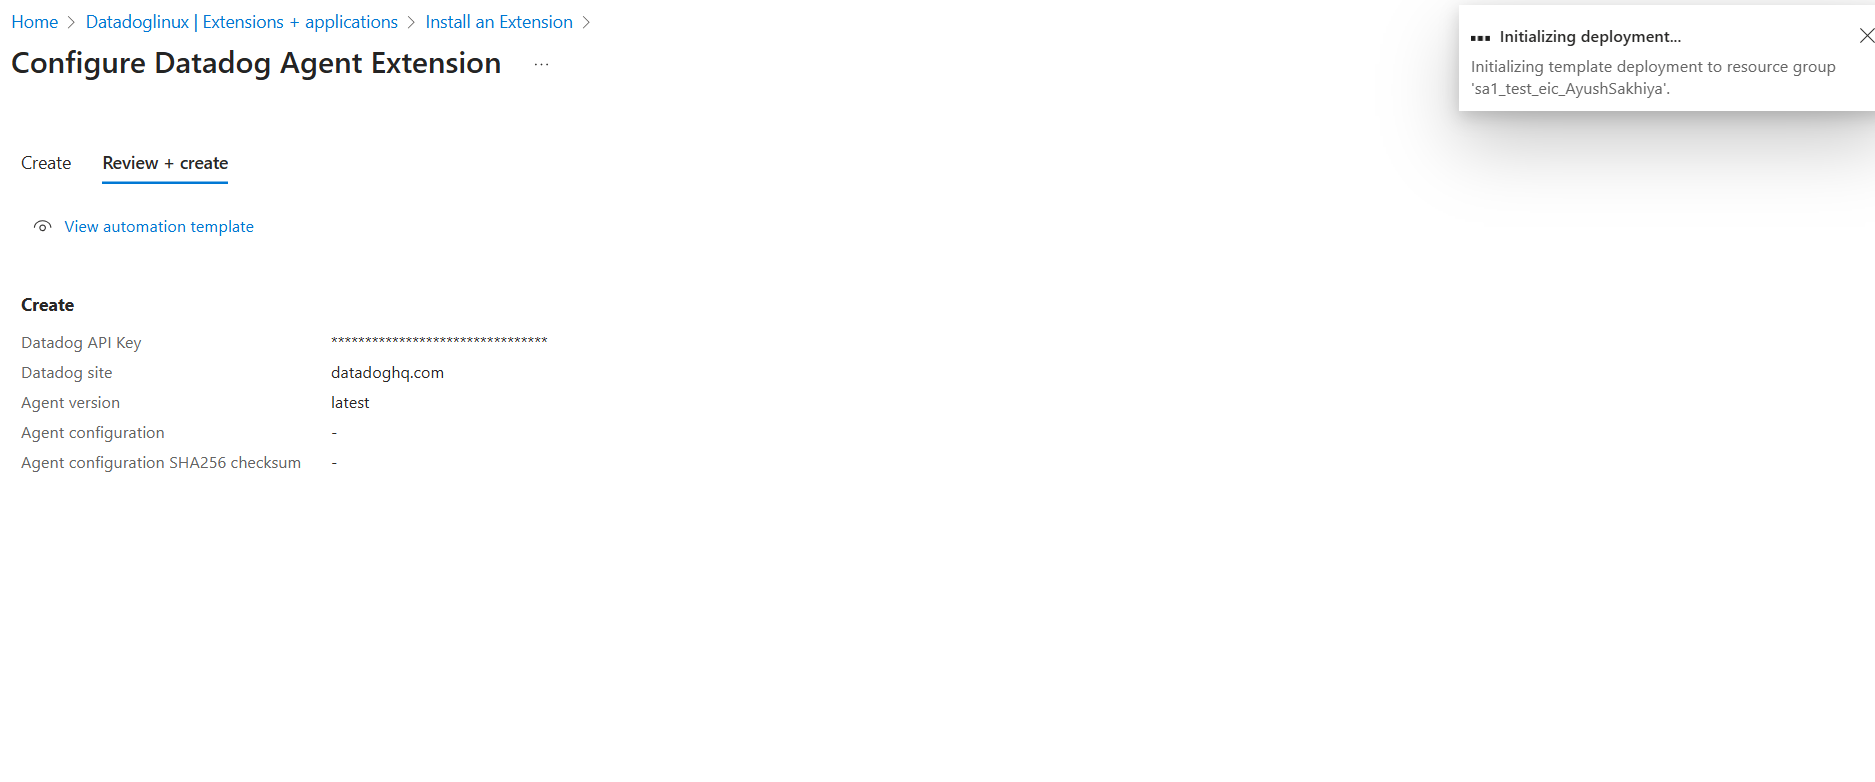 Home > Datadoglinux | Extensions + applications > Install an Extension >
Configure Datadog Agent Extension ...
Initializing deployment...
Initializing template deployment to resource group
'sa1_test_eic_AyushSakhiya'.
Create Review + create
View automation template
Create
Datadog API Key ********************************
Datadog site datadoghq.com
Agent version latest
Agent configuration -
Agent configuration SHA256 checksum -